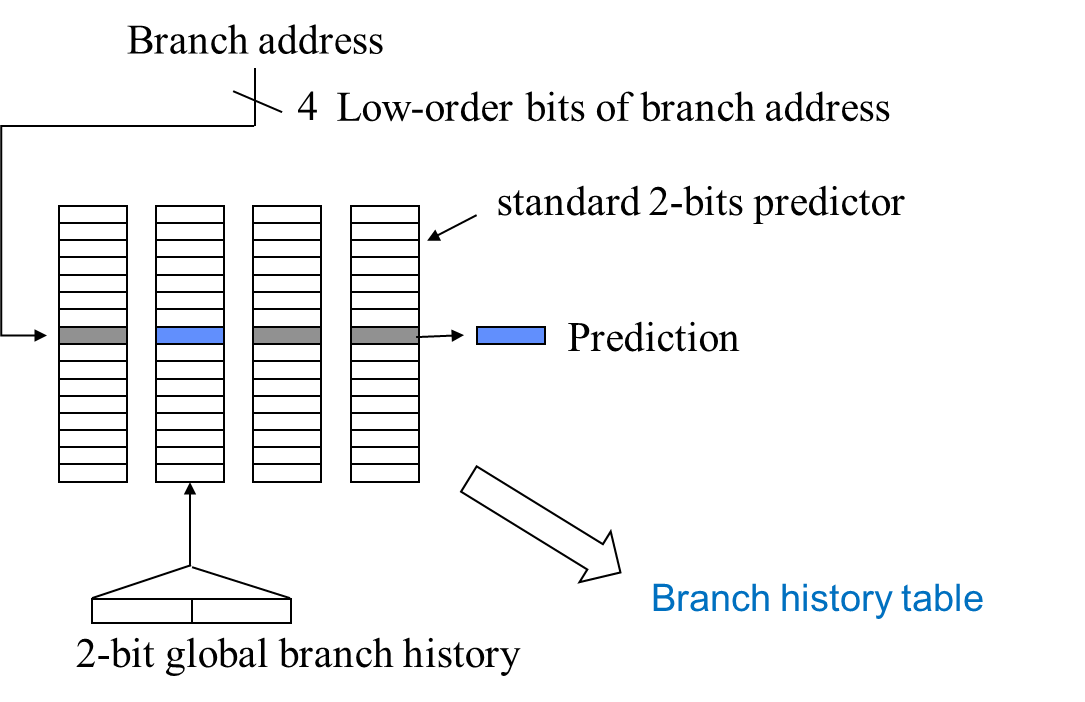 Branch address
4 Low-order bits of branch address
standard 2-bits predictor
Prediction
Branch history table
2-bit global branch history